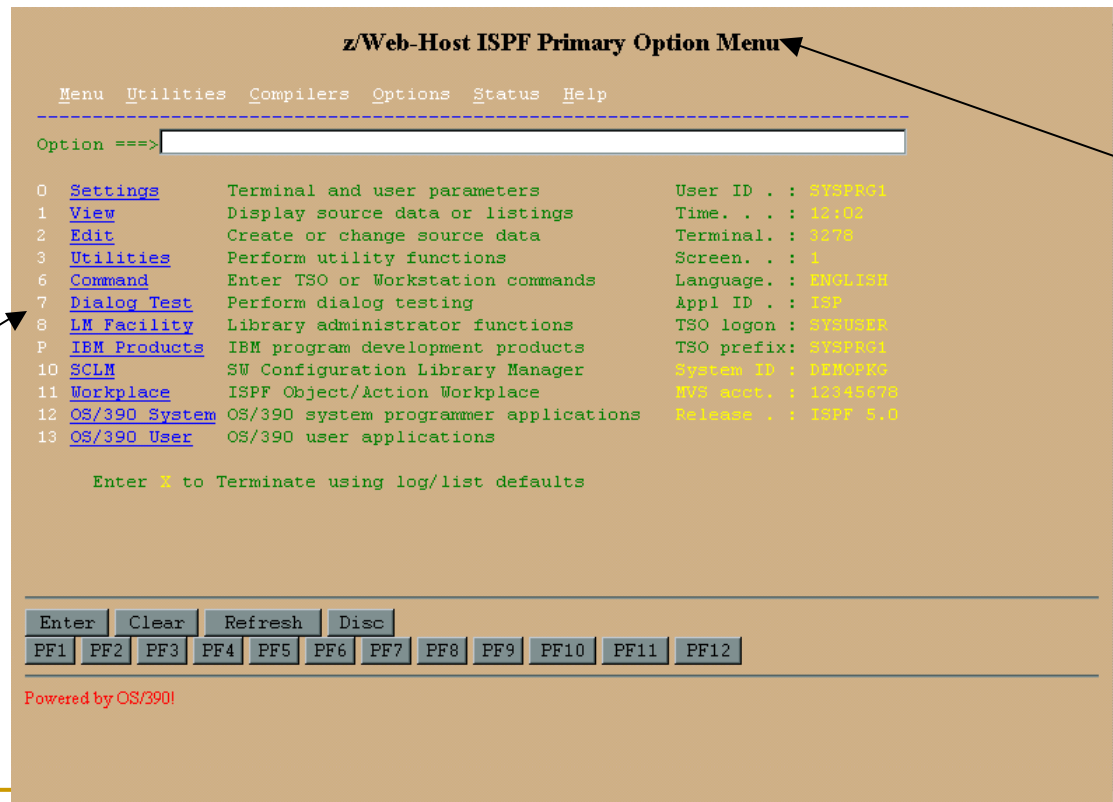 z/Web-Host ISPF Primary Option Menu
Menu Utilities Compilers Options Status Help
Option ===>
0 Settings Terminal and user parameters User ID . : SYSPRG1
1 View Display source data or listings Time. . . : 12:02
2 Edit Create or change source data Terminal. : 3278
3 Utilities Perform utility functions Screen. . : 1
6 Command Enter TSO or Workstation commands Language. : ENGLISH
7 Dialog Test Perform dialog testing Appl ID . : ISP
8 LM Facility Library administrator functions TSO logon : SYSUSER
P IBM Products IBM program development products TSO prefix: SYSPRG1
10 SCLM SW Configuration Library Manager System ID : DEMOPKG
11 Workplace ISPF Object/Action Workplace MVS acct. : 12345678
12 OS/390 System OS/390 system programmer applications Release . : ISPF 5.0
13 OS/390 User OS/390 user applications
Enter X to Terminate using log/list defaults
Enter Clear Refresh Disc
PF1 PF2 PF3 PF4 PF5 PF6 PF7 PF8 PF9 PF10 PF11 PF12
Powered by OS/390!